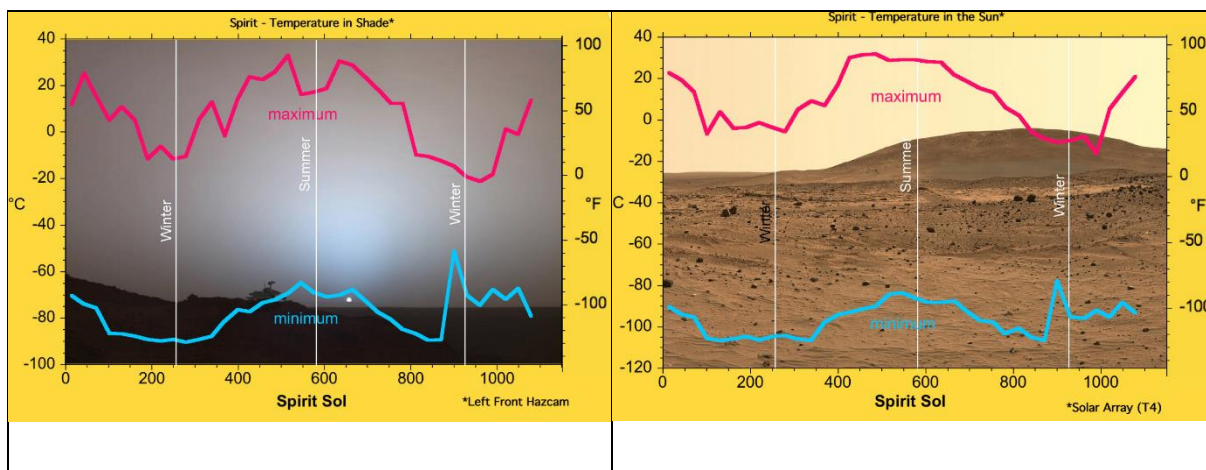 Spirit - Temperature in Shade*
40
20
0
-20
-40
-60
-80
-100
°C
100
50
0
-50
-100
°F
maximum
minimum
Winter
Summer
Winter
0 200 400 600 800 1000
Spirit Sol
*Left Front Hazcam
Spirit - Temperature in the Sun*
40
20
0
-20
-40
-60
-80
-100
-120
C
100
50
0
-50
-100
°F
maximum
minimum
Winter
Summer
Winter
0 200 400 600 800 1000
Spirit Sol
*Solar Array (T4)